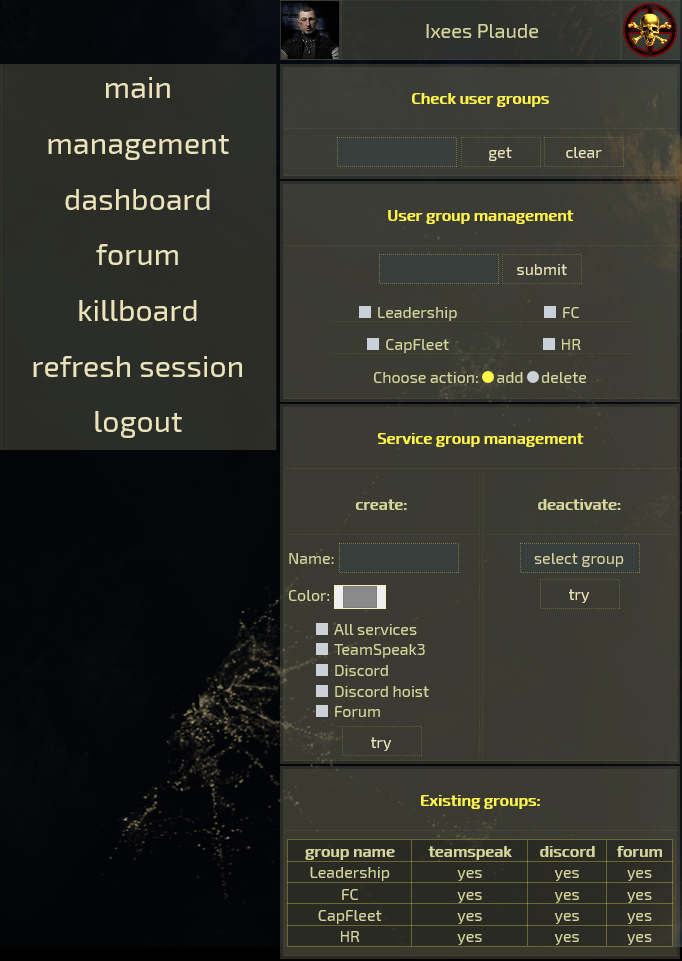 Ixees Plaude
main
management
dashboard
forum
killboard
refresh session
logout
Check user groups
get clear
User group management
submit
Leadership FC
CapFleet HR
Choose action: add delete
Service group management
create: deactivate:
Name: select group
Color: try
All services
TeamSpeak3
Discord
Discord hoist
Forum
try
Existing groups:
group name teamspeak discord forum
Leadership yes yes yes
FC yes yes yes
CapFleet yes yes yes
HR yes yes yes